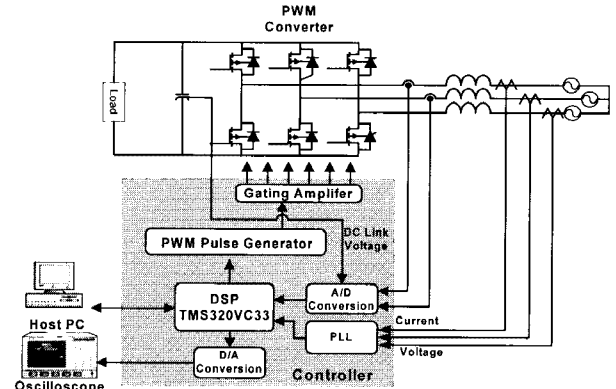 PWM
Converter
Load
Gating Amplifer
DC Link
Voltage
PWM Pulse Generator
DSP
TMS320VC33
A/D
Conversion
Host PC
PLL
Current
Voltage
D/A
Conversion
Controller
Oscilloscope